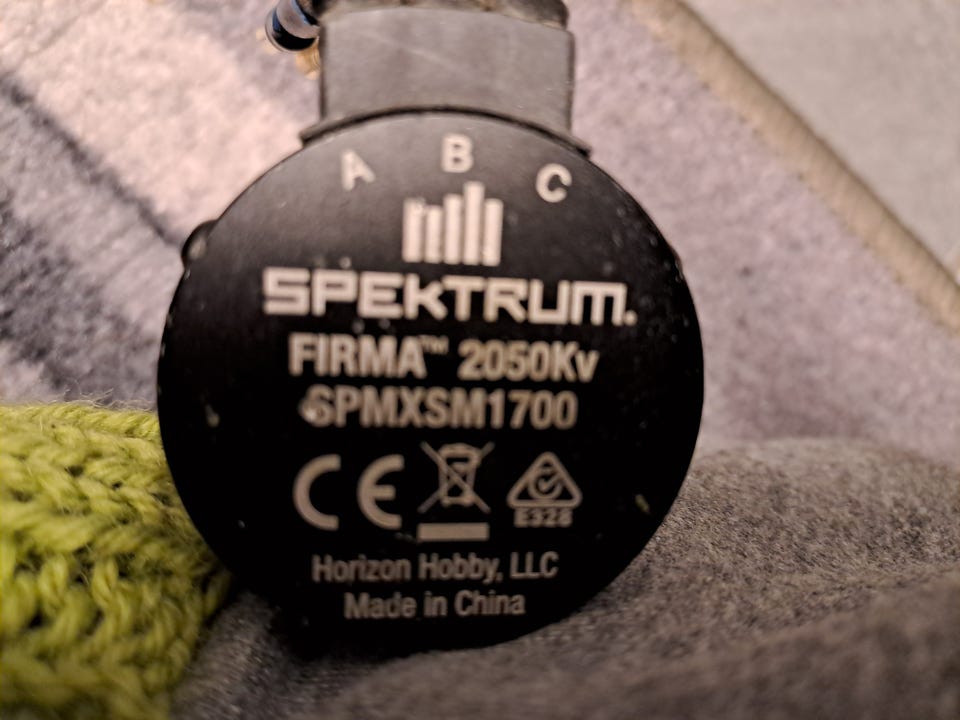 A B C
SPEKTRUM.
FIRMA™ 2050Kv
SPMXSM1700
CE E328
Horizon Hobby, LLC
Made in China